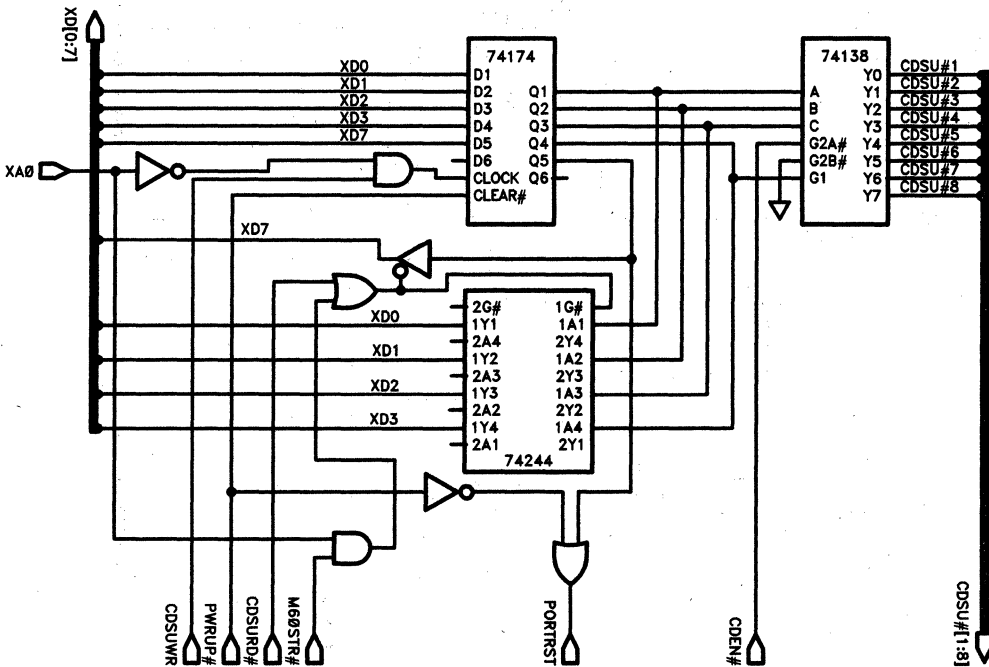 XD[0:7]
74174
74138
XD0
D1
Y0
CDSU#1
XD1
D2
Q1
A
Y1
CDSU#2
XD2
D3
Q2
B
Y2
CDSU#3
XD3
D4
Q3
C
Y3
CDSU#4
XD7
D5
Q4
G2A#
Y4
CDSU#5
D6
Q5
G2B#
Y5
CDSU#6
XA0
CLOCK
Q6
G1
Y6
CDSU#7
CLEAR#
Y7
CDSU#8
XD7
2G#
1G#
XD0
1Y1
1A1
2A4
2Y4
XD1
1Y2
1A2
2A3
2Y3
XD2
1Y3
1A3
2A2
2Y2
XD3
1Y4
1A4
2A1
2Y1
74244
CDSUWR
PWRUP#
CDSURD#
M60STR#
PORTRST
CDEN#
CDSU#[1:8]